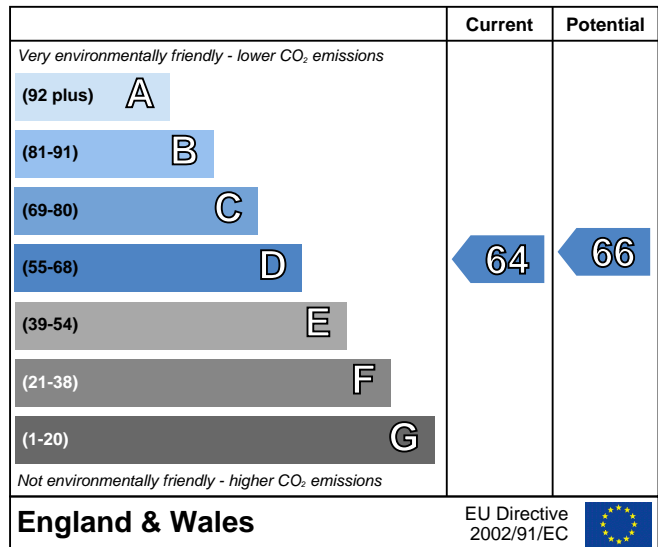 Current Potential
Very environmentally friendly - lower CO₂ emissions
(92 plus) A
(81-91) B
(69-80) C
(55-68) D 64 66
(39-54) E
(21-38) F
(1-20) G
Not environmentally friendly - higher CO₂ emissions
England & Wales
EU Directive
2002/91/EC